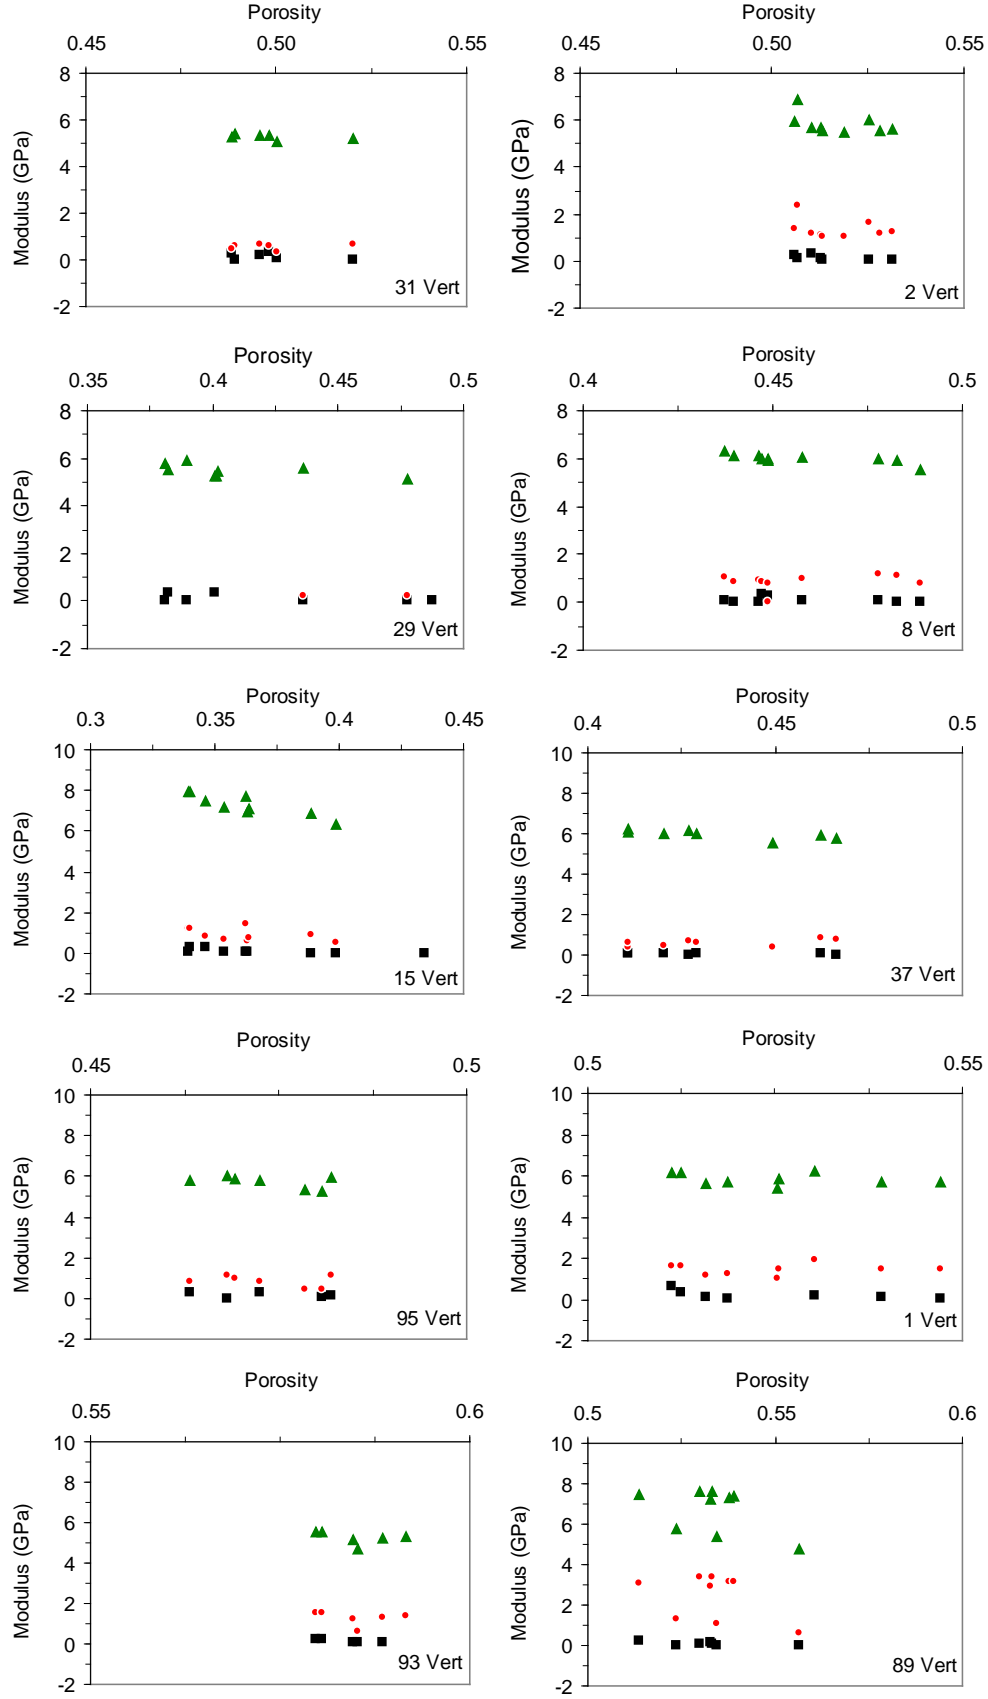 Porosity
0.45 0.50 0.55
8
6
4
2
0
-2
Modulus (GPa)
31 Vert
Porosity
0.45 0.50 0.55
8
6
4
2
0
-2
Modulus (GPa)
2 Vert
Porosity
0.35 0.4 0.45 0.5
8
6
4
2
0
-2
Modulus (GPa)
29 Vert
Porosity
0.4 0.45 0.5
8
6
4
2
0
-2
Modulus (GPa)
8 Vert
Porosity
0.3 0.35 0.4 0.45
10
8
6
4
2
0
-2
Modulus (GPa)
15 Vert
Porosity
0.4 0.45 0.5
10
8
6
4
2
0
-2
Modulus (GPa)
37 Vert
Porosity
0.45 0.5
10
8
6
4
2
0
-2
Modulus (GPa)
95 Vert
Porosity
0.5 0.55
10
8
6
4
2
0
-2
Modulus (GPa)
1 Vert
Porosity
0.55 0.6
10
8
6
4
2
0
-2
Modulus (GPa)
93 Vert
Porosity
0.5 0.55 0.6
10
8
6
4
2
0
-2
Modulus (GPa)
89 Vert